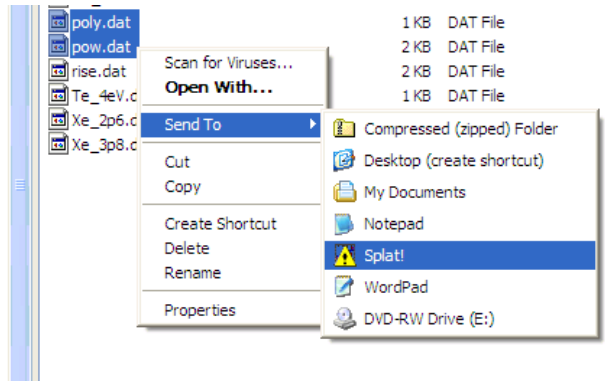 poly.dat 1 KB DAT File
pow.dat 2 KB DAT File
rise.dat 2 KB DAT File
Te_4eV.d 1 KB DAT File
Xe_2p6.d
Xe_3p8.d
Scan for Viruses...
Open With...
Send To
Cut
Copy
Create Shortcut
Delete
Rename
Properties
Compressed (zipped) Folder
Desktop (create shortcut)
My Documents
Notepad
Splat!
WordPad
DVD-RW Drive (E:)